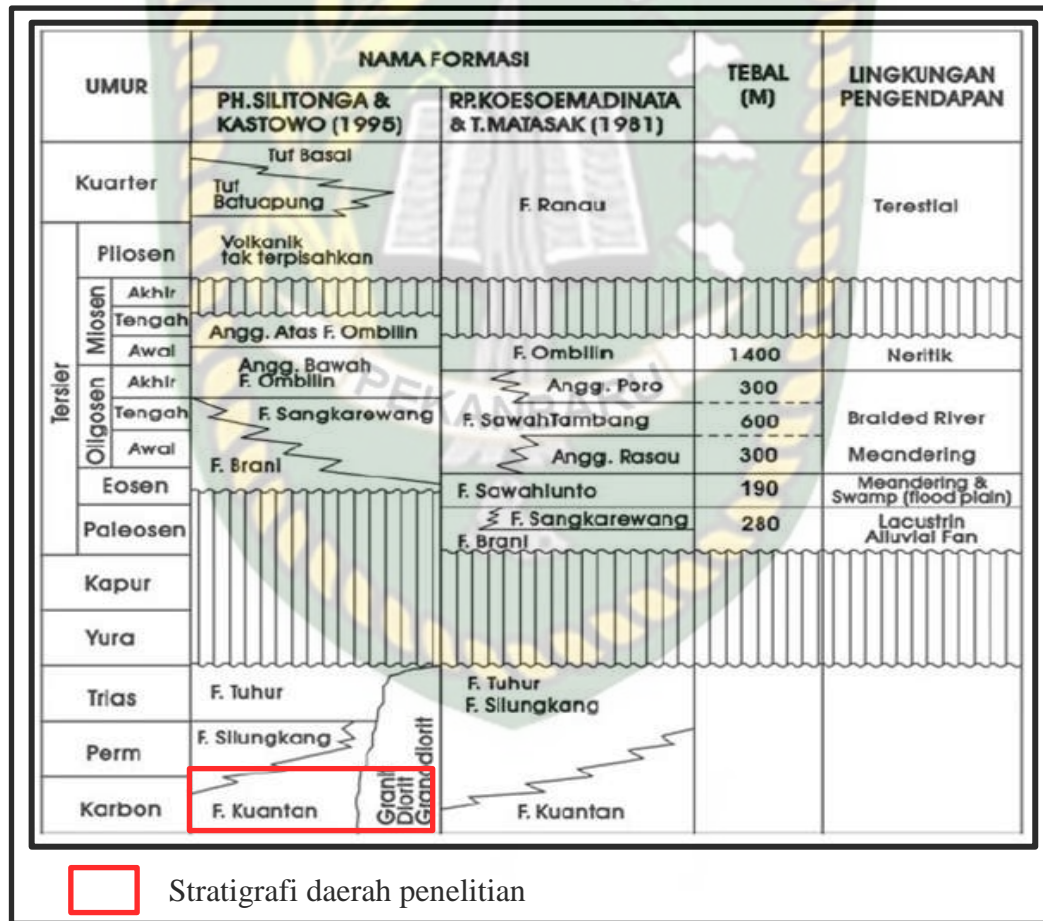 UMUR
NAMA FORMASI
PH.SILITONGA &
KASTOWO (1995)
RP.KOESOEMADINATA
& T.MATASAK (1981)
TEBAL
(M)
LINGKUNGAN
PENGENDAPAN
Kuarter
Tuf Basal
Tuf
Batuapung
F. Ranau
Terestial
Tersier
Pliosen
Volkanik
tak terpisahkan
Miosen
Akhir
Tengah
Angg. Atas F. Ombilin
Awal
Angg. Bawah
F. Ombilin
F. Ombilin
1400
Neritik
Oligosen
Akhir
Angg. Poro
300
Tengah
F. Sangkarewang
F. SawahTambang
600
Braided River
Awal
F. Brani
Angg. Rasau
300
Meandering
Eosen
F. Sawahlunto
190
Meandering &
Swamp (flood plain)
Paleosen
F. Sangkarewang
F. Brani
280
Lacustrin
Alluvial Fan
Kapur
Yura
Trias
F. Tuhur
F. Tuhur
F. Silungkang
Perm
F. Silungkang
Karbon
F. Kuantan
Granit
Diorit
Granodiorit
F. Kuantan
PEKANBARU
Stratigrafi daerah penelitian